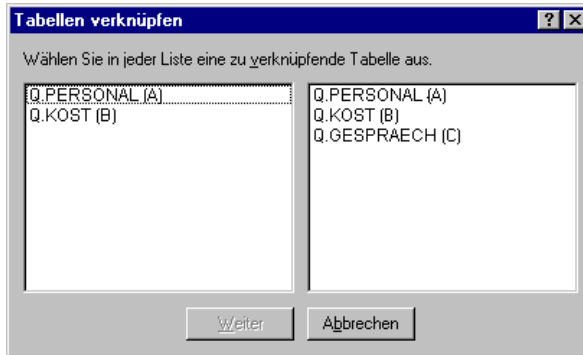 Tabellen verknüpfen
Wählen Sie in jeder Liste eine zu verknüpfende Tabelle aus.
Q.PERSONAL (A)
Q.KOST (B)
Q.PERSONAL (A)
Q.KOST (B)
Q.GESPRAECH (C)
Weiter
Abbrechen